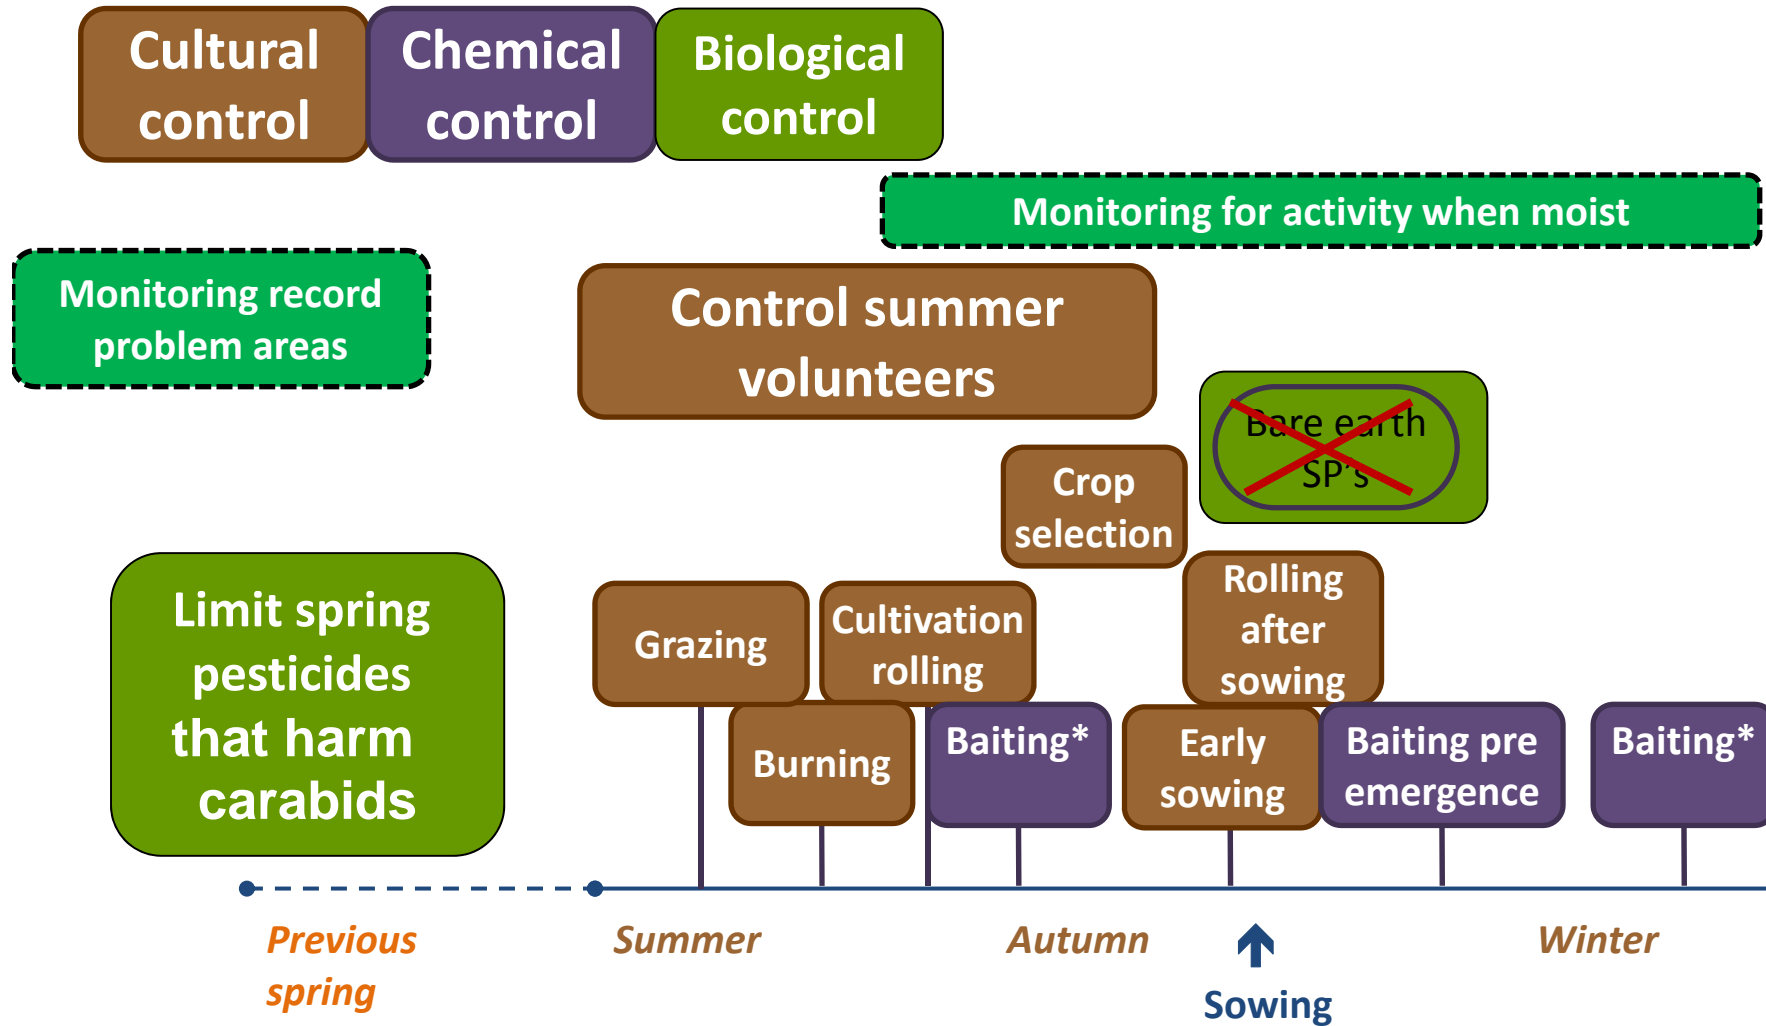 Cultural
control
Chemical
control
Biological
control
Monitoring for activity when moist
Monitoring record
problem areas
Control summer
volunteers
Bare earth
SP's
Crop
selection
Limit spring
pesticides
that harm
carabids
Grazing
Cultivation
rolling
Rolling
after
sowing
Burning
Baiting*
Early
sowing
Baiting pre
emergence
Baiting*
Previous
spring
Summer
Autumn
Winter
Sowing